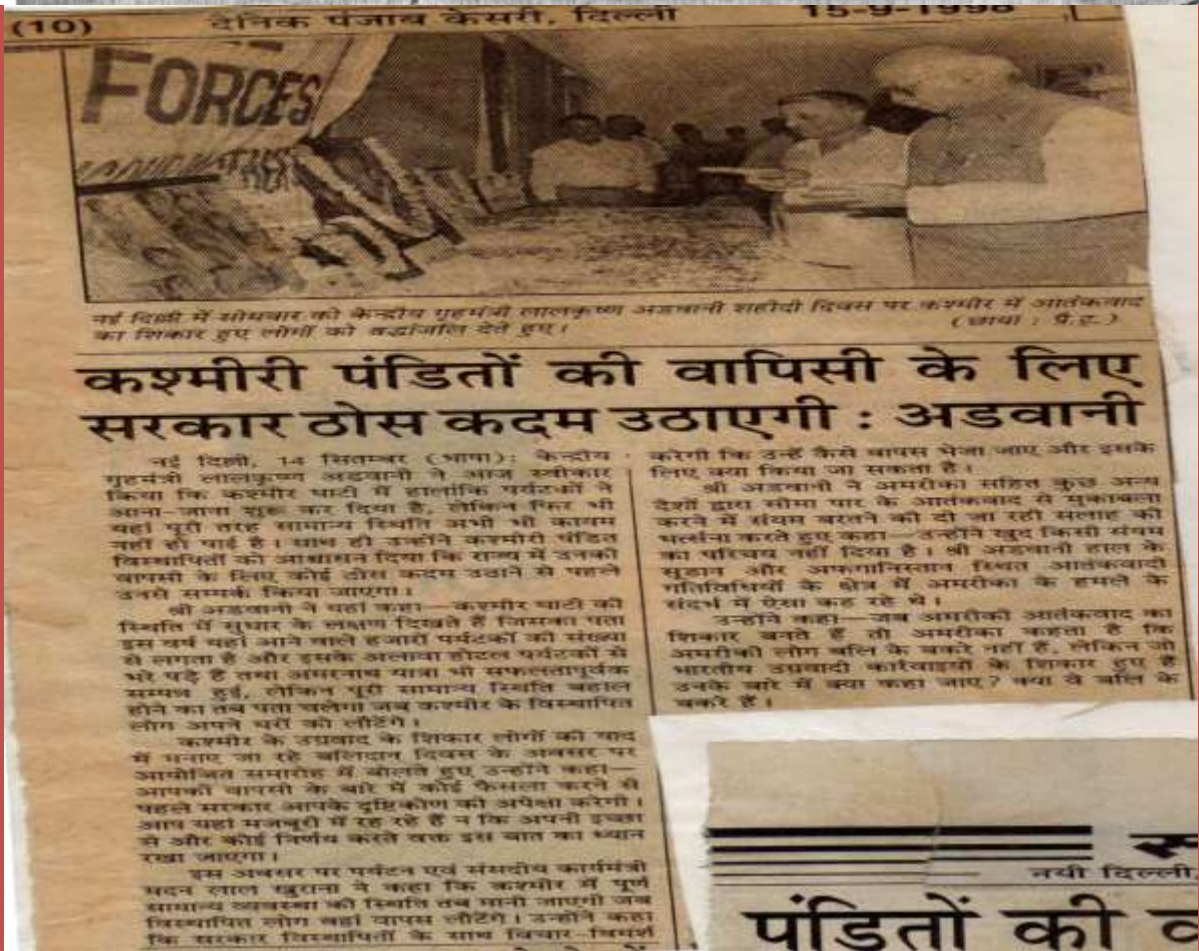 (10) दैनिक पंजाब केसरी, दिल्ली 15-9-1998
FORCES
नई दिल्ली में सोमवार को केन्द्रीय गृहमंत्री लालकृष्ण अडवानी शहीदी दिवस पर कश्मीर में आतंकवाद
का शिकार हुए लोगों को श्रद्धांजलि देते हुए। (छाया : प्रै.ट्र.)
कश्मीरी पंडितों की वापिसी के लिए
सरकार ठोस कदम उठाएगी : अडवानी
नई दिल्ली, 14 सितम्बर (भाषा): केन्द्रीय
गृहमंत्री लालकृष्ण अडवानी ने आज स्वीकार
किया कि कश्मीर घाटी में हालांकि पर्यटकों ने
आना-जाना शुरू कर दिया है, लेकिन फिर भी
यहां पूरी तरह सामान्य स्थिति अभी भी कायम
नहीं हो पाई है। साथ ही उन्होंने कश्मीरी पंडित
विस्थापितों को आश्वासन दिया कि राज्य में उनकी
वापसी के लिए कोई ठोस कदम उठाने से पहले
उनसे सम्पर्क किया जाएगा।
श्री अडवानी ने यहां कहा—कश्मीर घाटी की
स्थिति में सुधार के लक्षण दिखते हैं जिसका पता
इस वर्ष यहां आने वाले हजारों पर्यटकों की संख्या
से लगता है और इसके अलावा होटल पर्यटकों से
भरे पड़े हैं तथा अमरनाथ यात्रा भी सफलतापूर्वक
सम्पन्न हुई, लेकिन पूरी सामान्य स्थिति बहाल
होने का तब पता चलेगा जब कश्मीर के विस्थापित
लोग अपने घरों को लौटेंगे।
कश्मीर के उग्रवाद के शिकार लोगों की याद
में मनाए जा रहे बलिदान दिवस के अवसर पर
आयोजित समारोह में बोलते हुए उन्होंने कहा—
आपकी वापसी के बारे में कोई फैसला करने से
पहले सरकार आपके दृष्टिकोण की अपेक्षा करेगी।
आप यहां मजबूरी में रह रहे हैं न कि अपनी इच्छा
से और कोई निर्णय करते वक्त इस बात का ध्यान
रखा जाएगा।
इस अवसर पर पर्यटन एवं संसदीय कार्यमंत्री
मदन लाल खुराना ने कहा कि कश्मीर में पूर्ण
सामान्य व्यवस्था की स्थिति तब मानी जाएगी जब
विस्थापित लोग वहां वापस लौटेंगे। उन्होंने कहा
कि सरकार विस्थापितों के साथ विचार-विमर्श
करेगी कि उन्हें कैसे वापस भेजा जाए और इसके
लिए क्या किया जा सकता है।
श्री अडवानी ने अमरीका सहित कुछ अन्य
देशों द्वारा सीमा पार के आतंकवाद से मुकाबला
करने में संयम बरतने की दी जा रही सलाह की
भर्त्सना करते हुए कहा—उन्होंने खुद किसी संयम
का परिचय नहीं दिया है। श्री अडवानी हाल के
सूडान और अफगानिस्तान स्थित आतंकवादी
गतिविधियों के क्षेत्र में अमरीका के हमले के
संदर्भ में ऐसा कह रहे थे।
उन्होंने कहा—जब अमरीकी आतंकवाद का
शिकार बनते हैं तो अमरीका कहता है कि
अमरीकी लोग बलि के बकरे नहीं हैं, लेकिन जो
भारतीय उग्रवादी कार्रवाइयों के शिकार हुए हैं
उनके बारे में क्या कहा जाए? क्या वे बलि के
बकरे हैं।
नयी दिल्ली,
पंडितों की